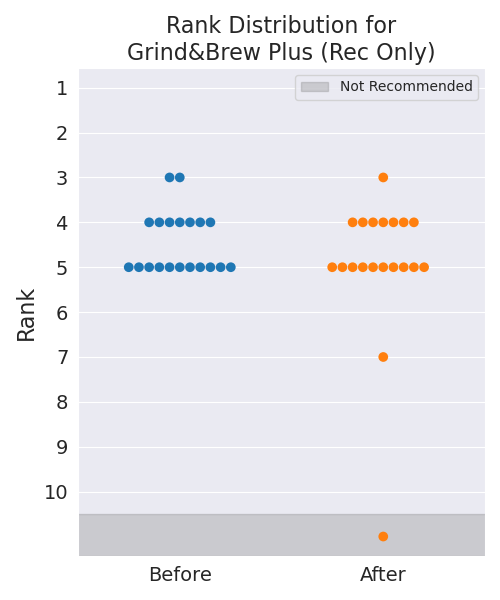 Rank Distribution for
Grind&Brew Plus (Rec Only)
Not Recommended
Rank
1
2
3
4
5
6
7
8
9
10
Before
After